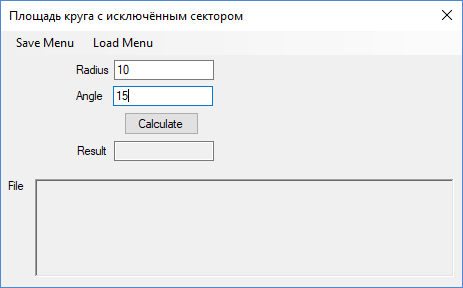 Площадь круга с исключённым сектором
Save Menu Load Menu
Radius 10
Angle 15
Calculate
Result
File